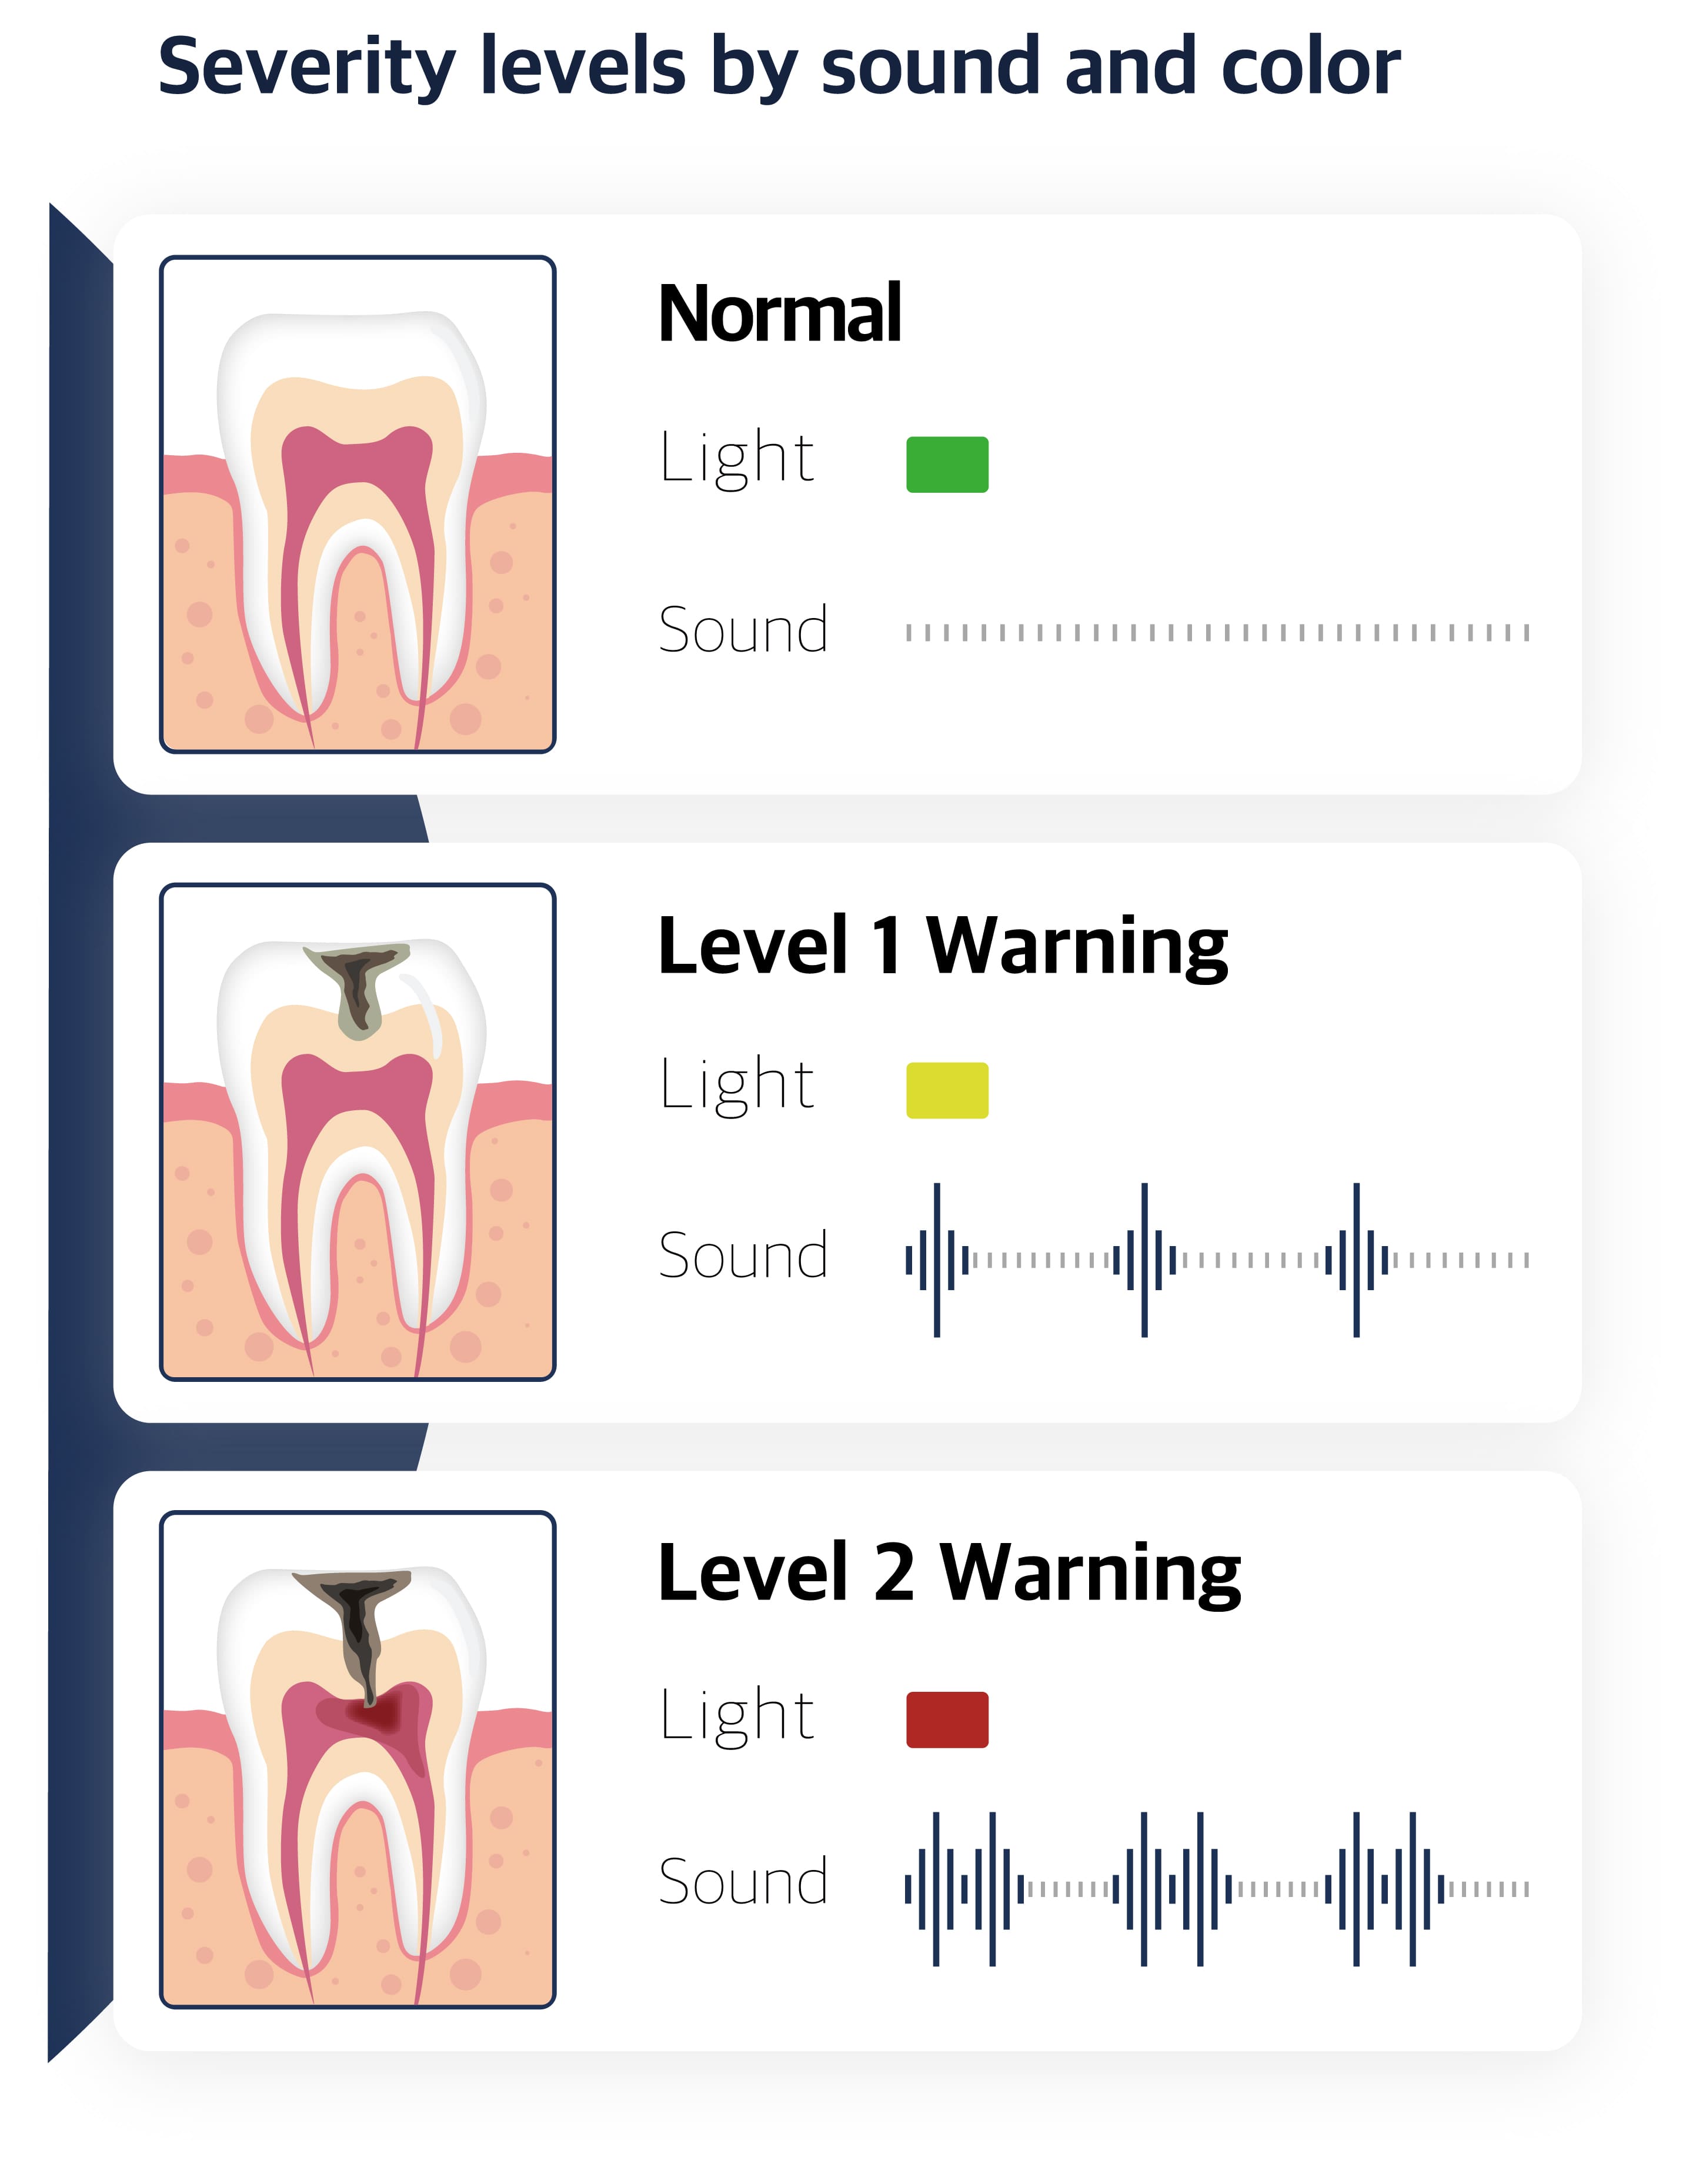 Severity levels by sound and color
Normal
Light
Sound
Level 1 Warning
Light
Sound
Level 2 Warning
Light
Sound